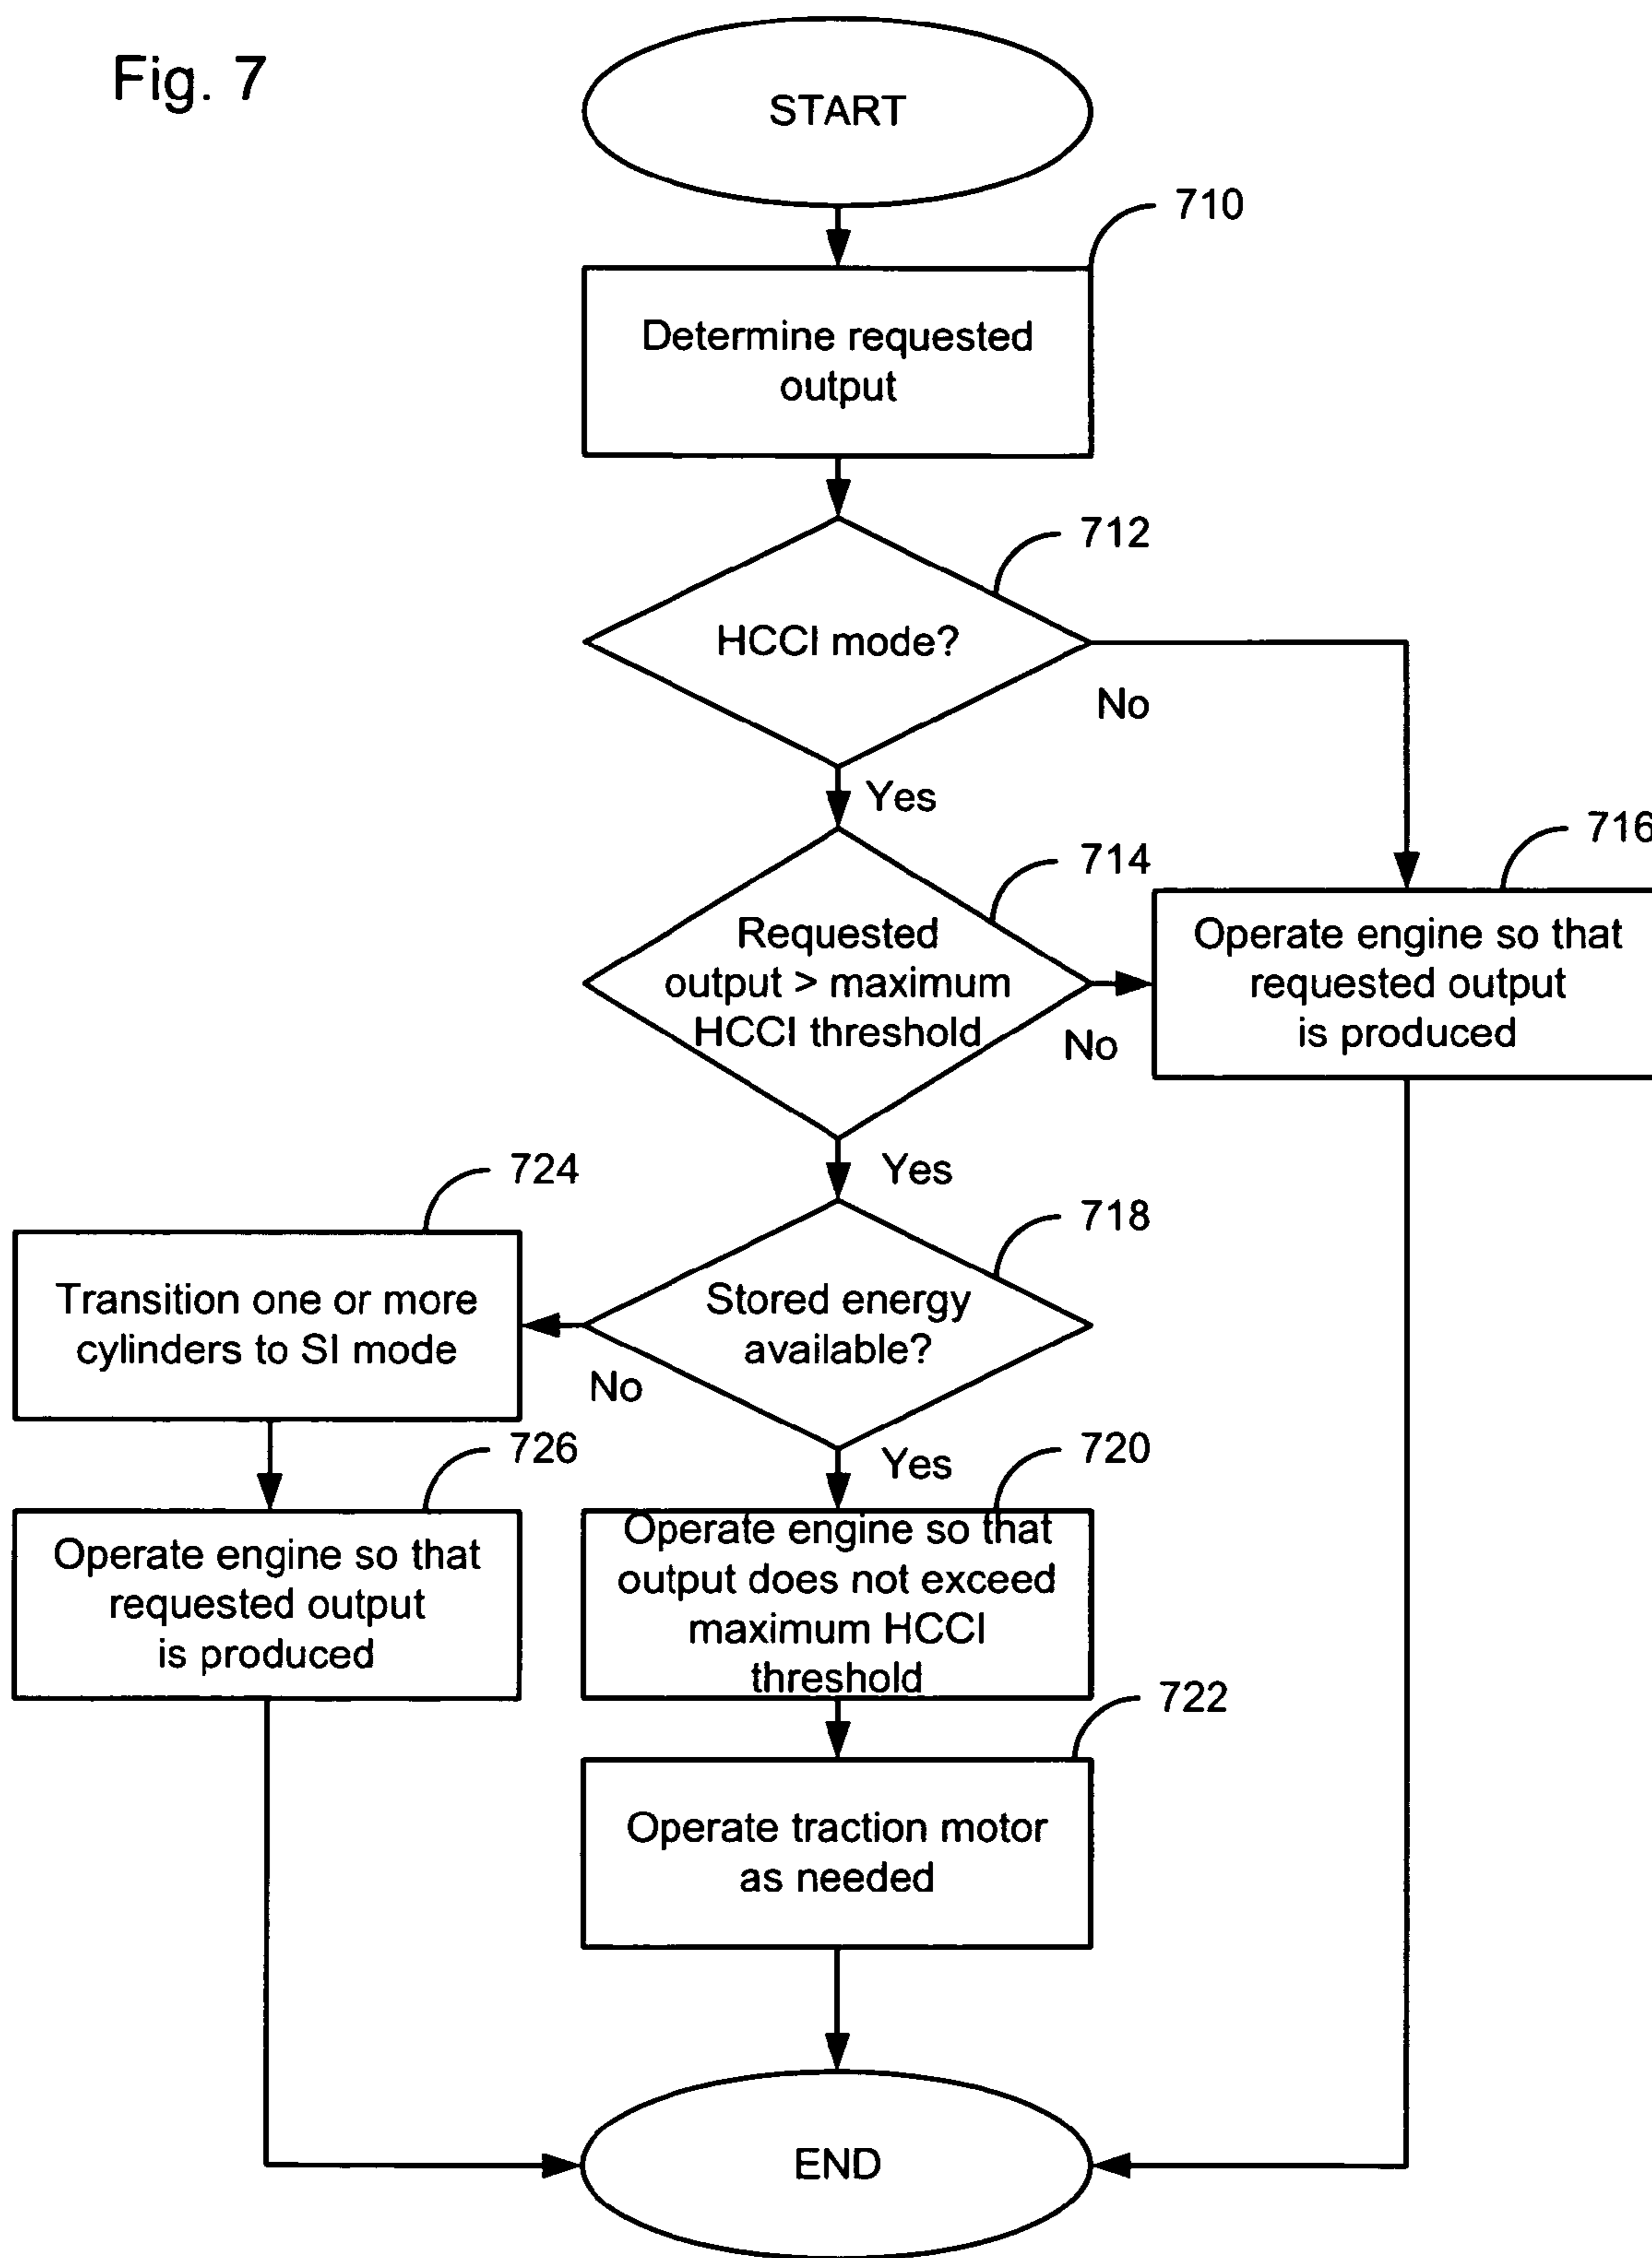 Fig. 7
START
710
Determine requested
output
712
HCCI mode?
No
Yes
714
716
Requested
output > maximum
HCCI threshold
No
Operate engine so that
requested output
is produced
Yes
724
718
Transition one or more
cylinders to SI mode
Stored energy
available?
No
Yes
726
720
Operate engine so that
requested output
is produced
Operate engine so that
output does not exceed
maximum HCCI
threshold
722
Operate traction motor
as needed
END